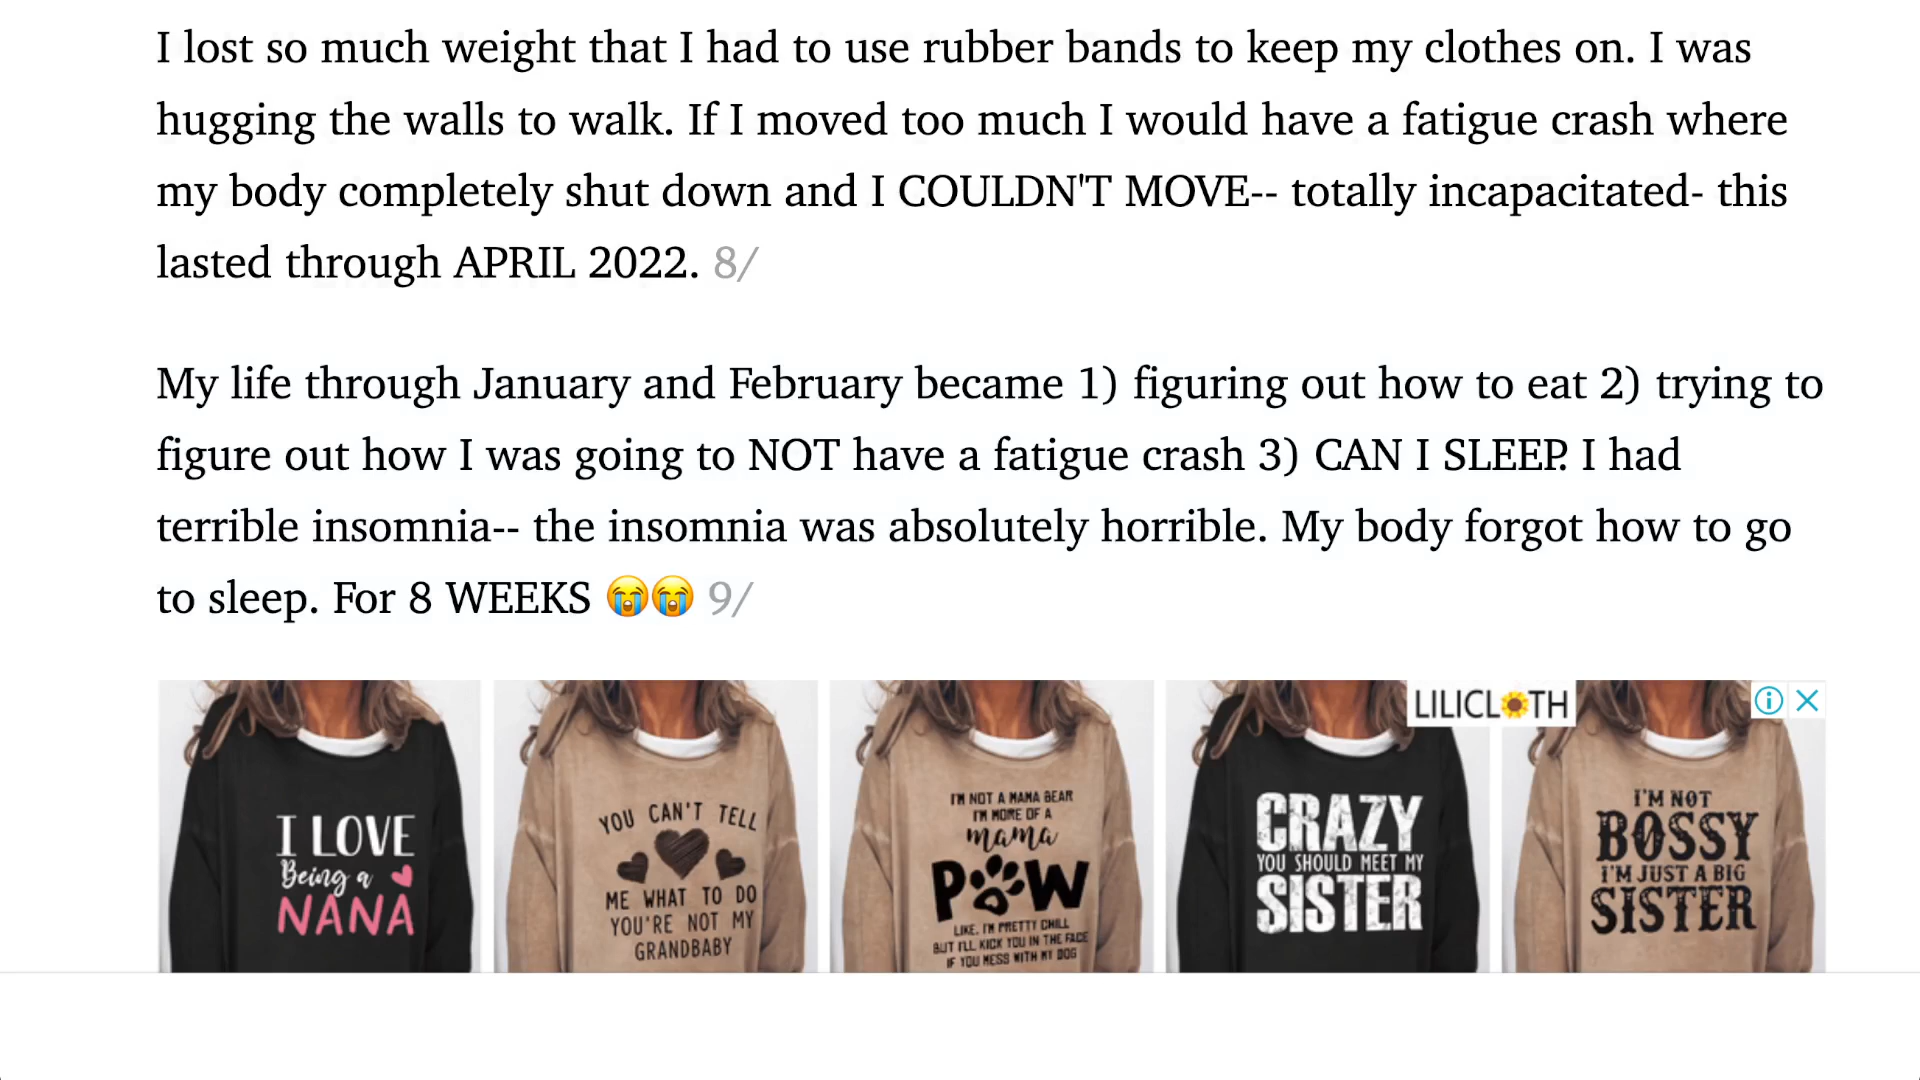 I lost so much weight that I had to use rubber bands to keep my clothes on. I was
hugging the walls to walk. If I moved too much I would have a fatigue crash where
my body completely shut down and I COULDN'T MOVE-- totally incapacitated- this
lasted through APRIL 2022. 8/
My life through January and February became 1) figuring out how to eat 2) trying to
figure out how I was going to NOT have a fatigue crash 3) CAN I SLEEP. I had
terrible insomnia-- the insomnia was absolutely horrible. My body forgot how to go
to sleep. For 8 WEEKS 😭😭 9/
I LOVE
Being a
NANA
YOU CAN'T TELL
ME WHAT TO DO
YOU'RE NOT MY
GRANDBABY
I'M NOT A MAMA BEAR
I'M MORE OF A
mama
PAW
LIKE, I'M PRETTY CHILL
BUT I'LL KICK YOU IN THE FACE
IF YOU MESS WITH MY DOG
CRAZY
YOU SHOULD MEET MY
SISTER
LILICLOTH
I'M NOT
BOSSY
I'M JUST A BIG
SISTER